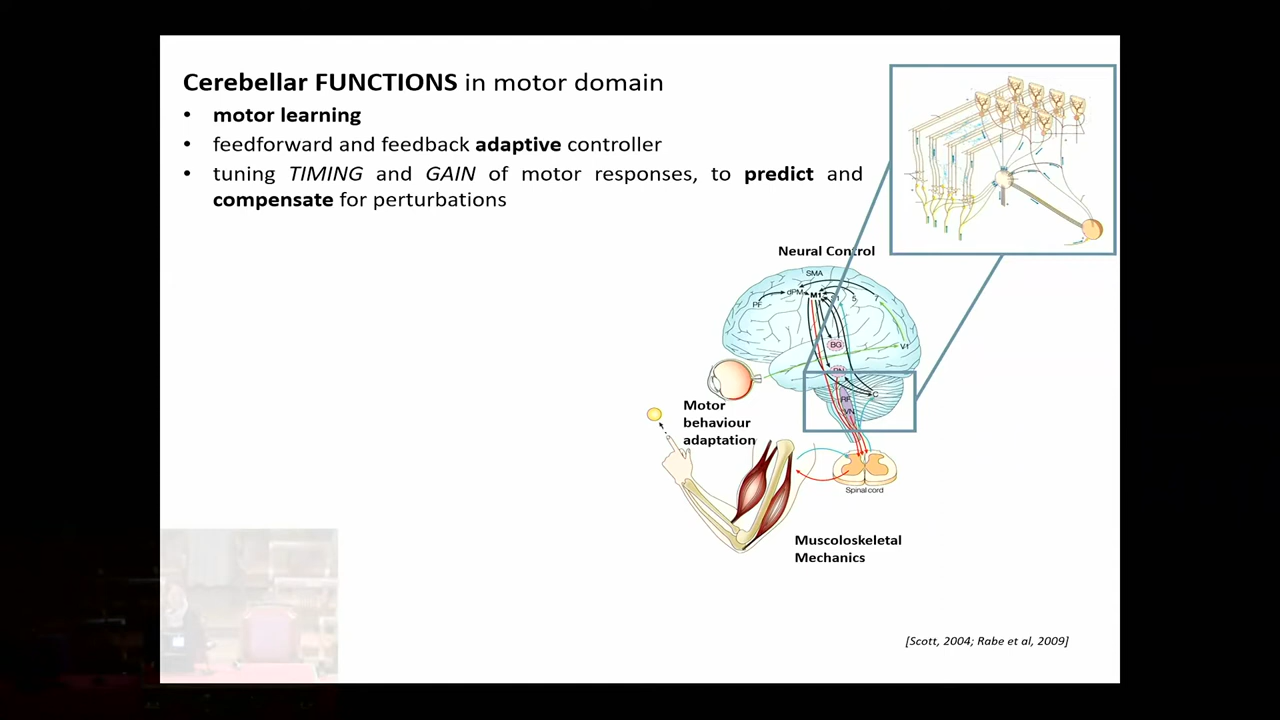 Cerebellar FUNCTIONS in motor domain
• motor learning
• feedforward and feedback adaptive controller
• tuning TIMING and GAIN of motor responses, to predict and
compensate for perturbations
Neural Control
SMA
PF
dPM
M1
5
7
BG
V1
RF
C
VN
Motor
behaviour
adaptation
Spinal cord
Muscoloskeletal
Mechanics
[Scott, 2004; Rabe et al, 2009]